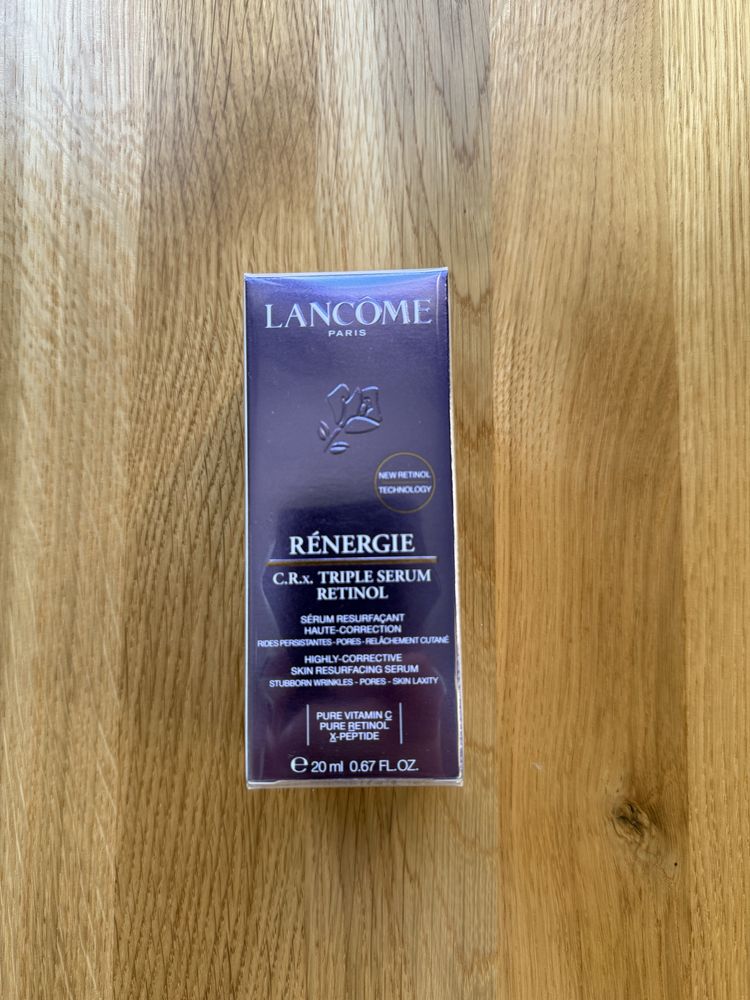 LANCÔME
PARIS
NEW RETINOL
TECHNOLOGY
RÉNERGIE
C.R.x. TRIPLE SERUM
RETINOL
SÉRUM RESURFAÇANT
HAUTE-CORRECTION
RIDES PERSISTANTES - PORES - RELÂCHEMENT CUTANÉ
HIGHLY-CORRECTIVE
SKIN RESURFACING SERUM
STUBBORN WRINKLES - PORES - SKIN LAXITY
PURE VITAMIN C
PURE RETINOL
X-PEPTIDE
e 20 ml 0.67 FL.OZ.